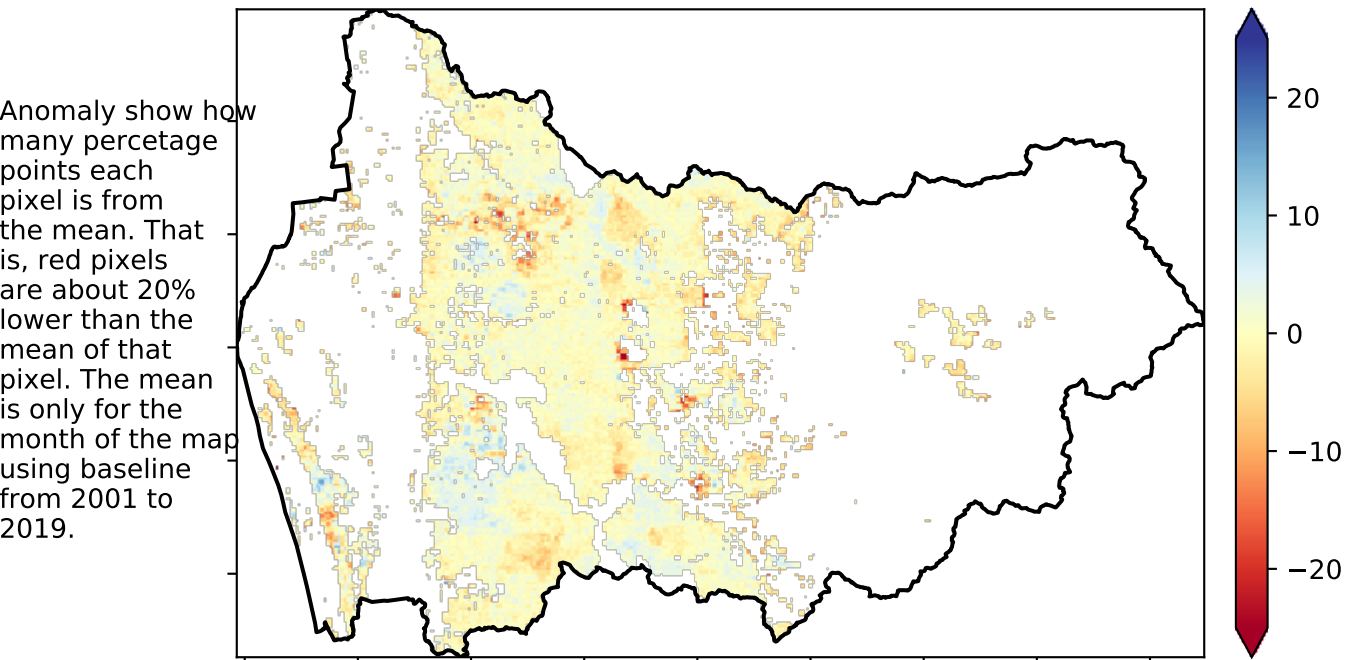 Anomaly show how
many percetage
points each
pixel is from
the mean. That
is, red pixels
are about 20%
lower than the
mean of that
pixel. The mean
is only for the
month of the map
using baseline
from 2001 to
2019.
20
10
0
−10
−20